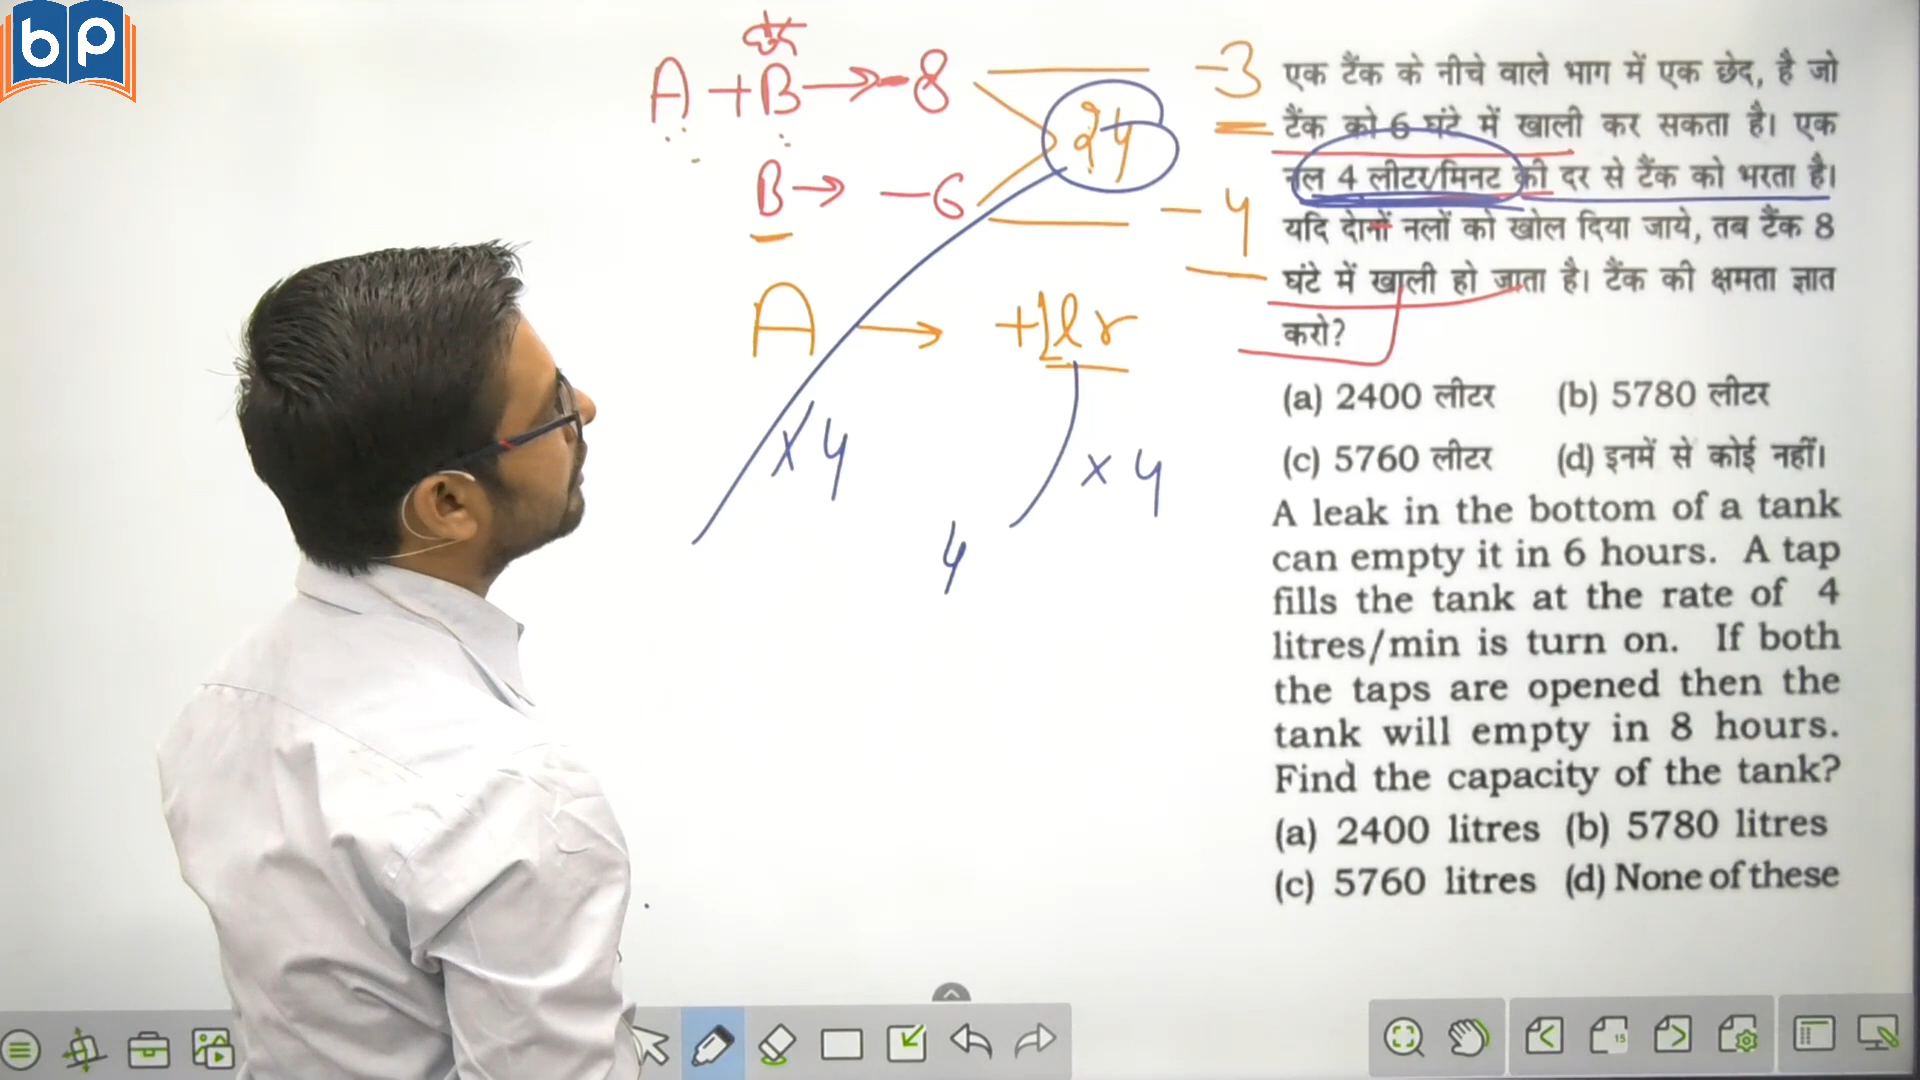 bp
छेद
A + B → -8 -3
24
B → -6 -4
A → +1 lr
×4 ×4
4
एक टैंक के नीचे वाले भाग में एक छेद, है जो
टैंक को 6 घंटे में खाली कर सकता है। एक
नल 4 लीटर/मिनट की दर से टैंक को भरता है।
यदि दोनों नलों को खोल दिया जाये, तब टैंक 8
घंटे में खाली हो जाता है। टैंक की क्षमता ज्ञात
करो?
(a) 2400 लीटर (b) 5780 लीटर
(c) 5760 लीटर (d) इनमें से कोई नहीं।
A leak in the bottom of a tank
can empty it in 6 hours. A tap
fills the tank at the rate of 4
litres/min is turn on. If both
the taps are opened then the
tank will empty in 8 hours.
Find the capacity of the tank?
(a) 2400 litres (b) 5780 litres
(c) 5760 litres (d) None of these
15